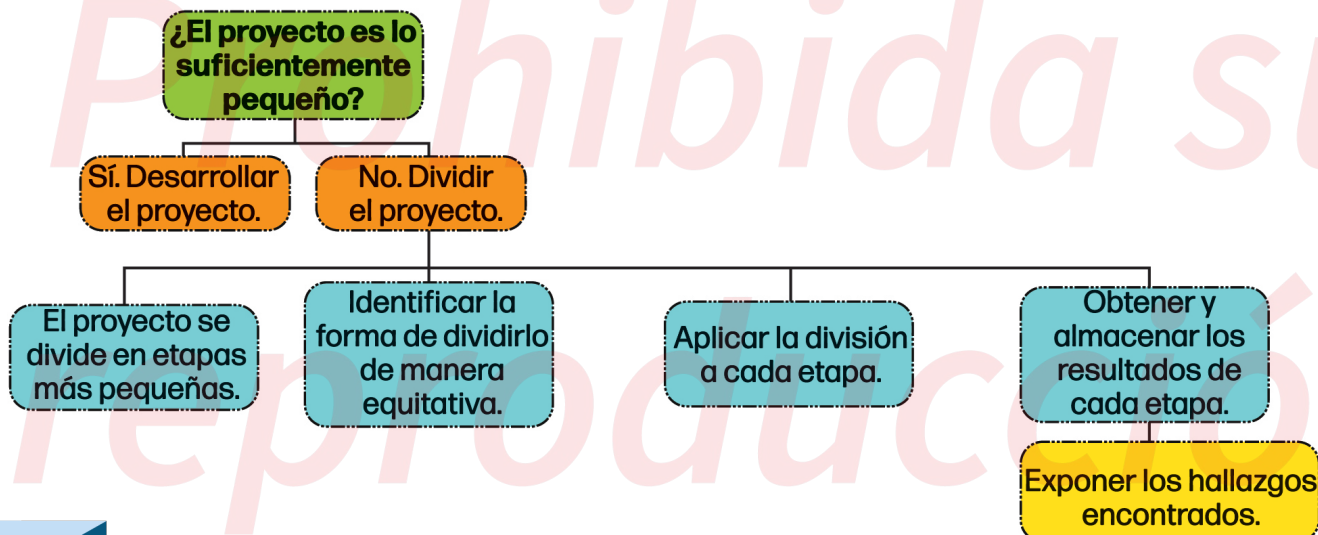 ¿El proyecto es lo
suficientemente
pequeño?
Sí. Desarrollar
el proyecto.
No. Dividir
el proyecto.
El proyecto se
divide en etapas
más pequeñas.
Identificar la
forma de dividirlo
de manera
equitativa.
Aplicar la división
a cada etapa.
Obtener y
almacenar los
resultados de
cada etapa.
Exponer los hallazgos
encontrados.
Prohibida su
reproducción